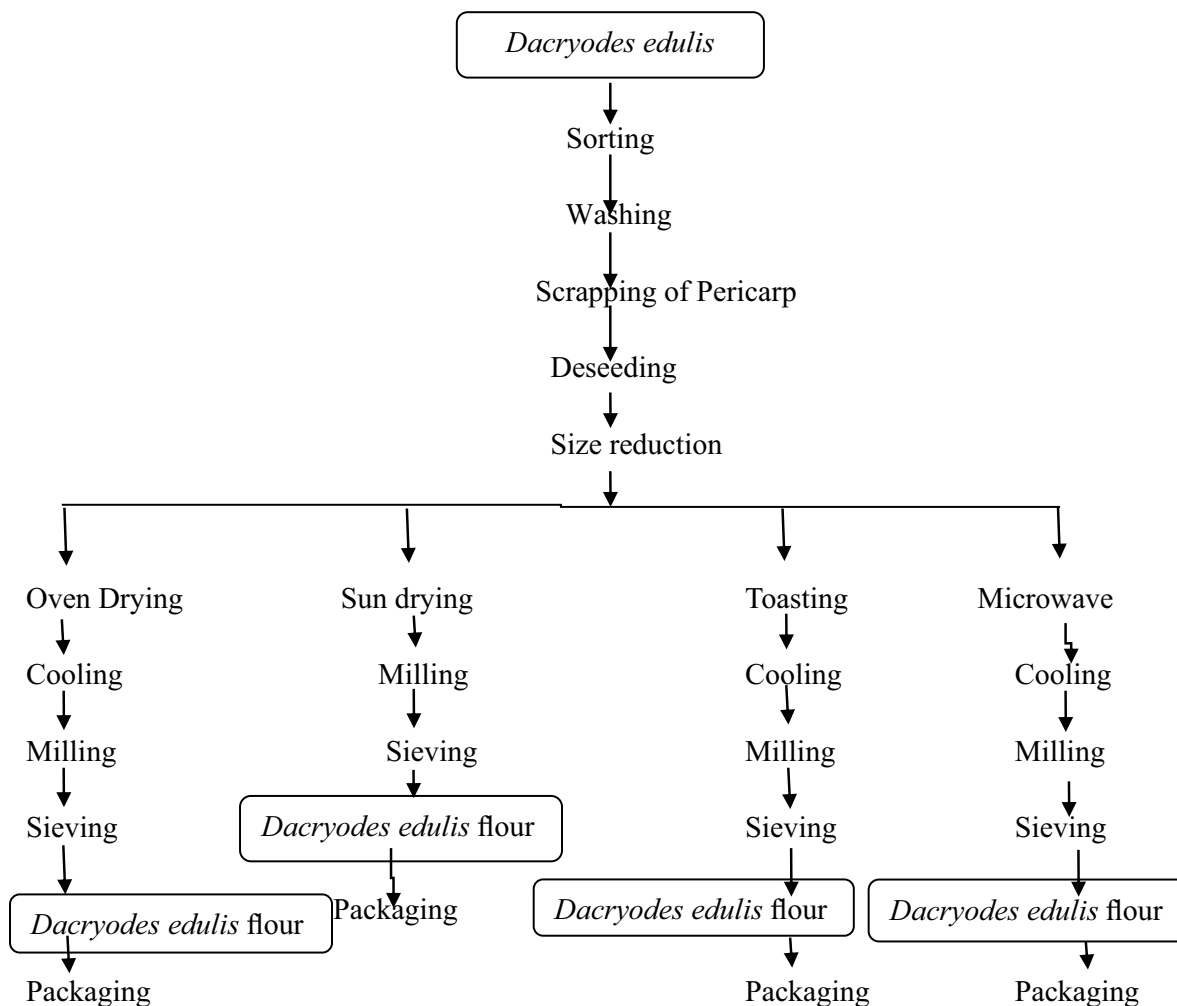 Dacryodes edulis
Sorting
Washing
Scrapping of Pericarp
Deseeding
Size reduction
Oven Drying
Cooling
Milling
Sieving
Dacryodes edulis flour
Packaging
Sun drying
Milling
Sieving
Dacryodes edulis flour
Packaging
Toasting
Cooling
Milling
Sieving
Dacryodes edulis flour
Packaging
Microwave
Cooling
Milling
Sieving
Dacryodes edulis flour
Packaging